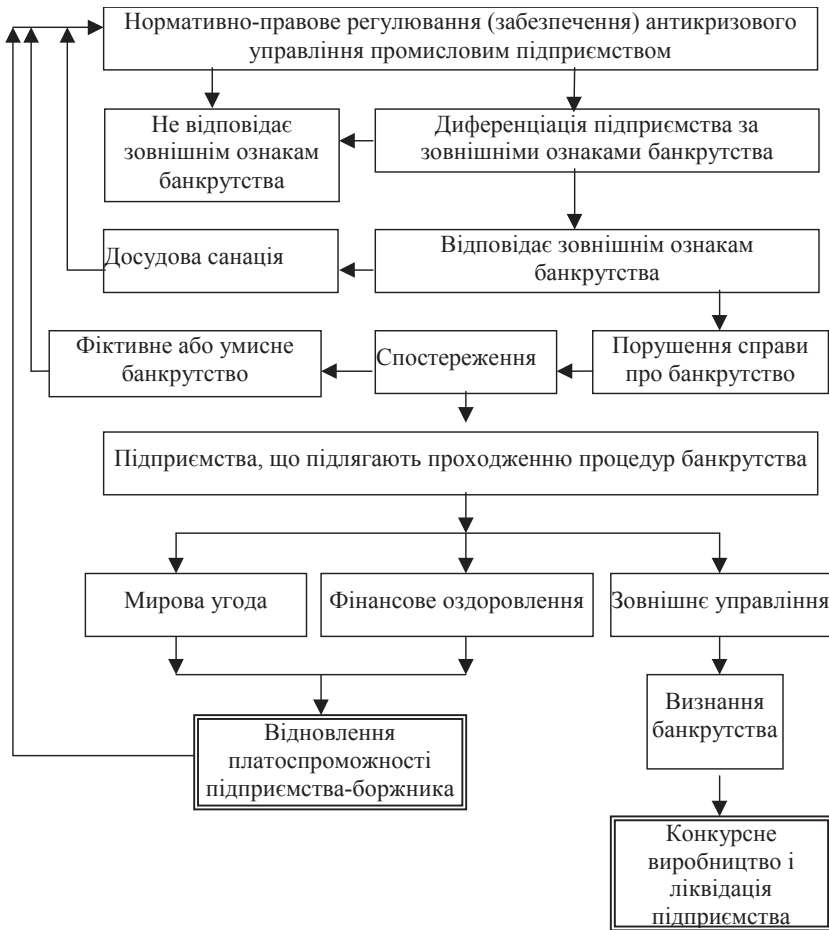 Нормативно-правове регулювання (забезпечення) антикризового
управління промисловим підприємством
Не відповідає
зовнішнім ознакам
банкрутства
Диференціація підприємства за
зовнішніми ознаками банкрутства
Досудова санація
Відповідає зовнішнім ознакам
банкрутства
Фіктивне або умисне
банкрутство
Спостереження
Порушення справи
про банкрутство
Підприємства, що підлягають проходженню процедур банкрутства
Мирова угода
Фінансове оздоровлення
Зовнішнє управління
Відновлення
платоспроможності
підприємства-боржника
Визнання
банкрутства
Конкурсне
виробництво і
ліквідація
підприємства